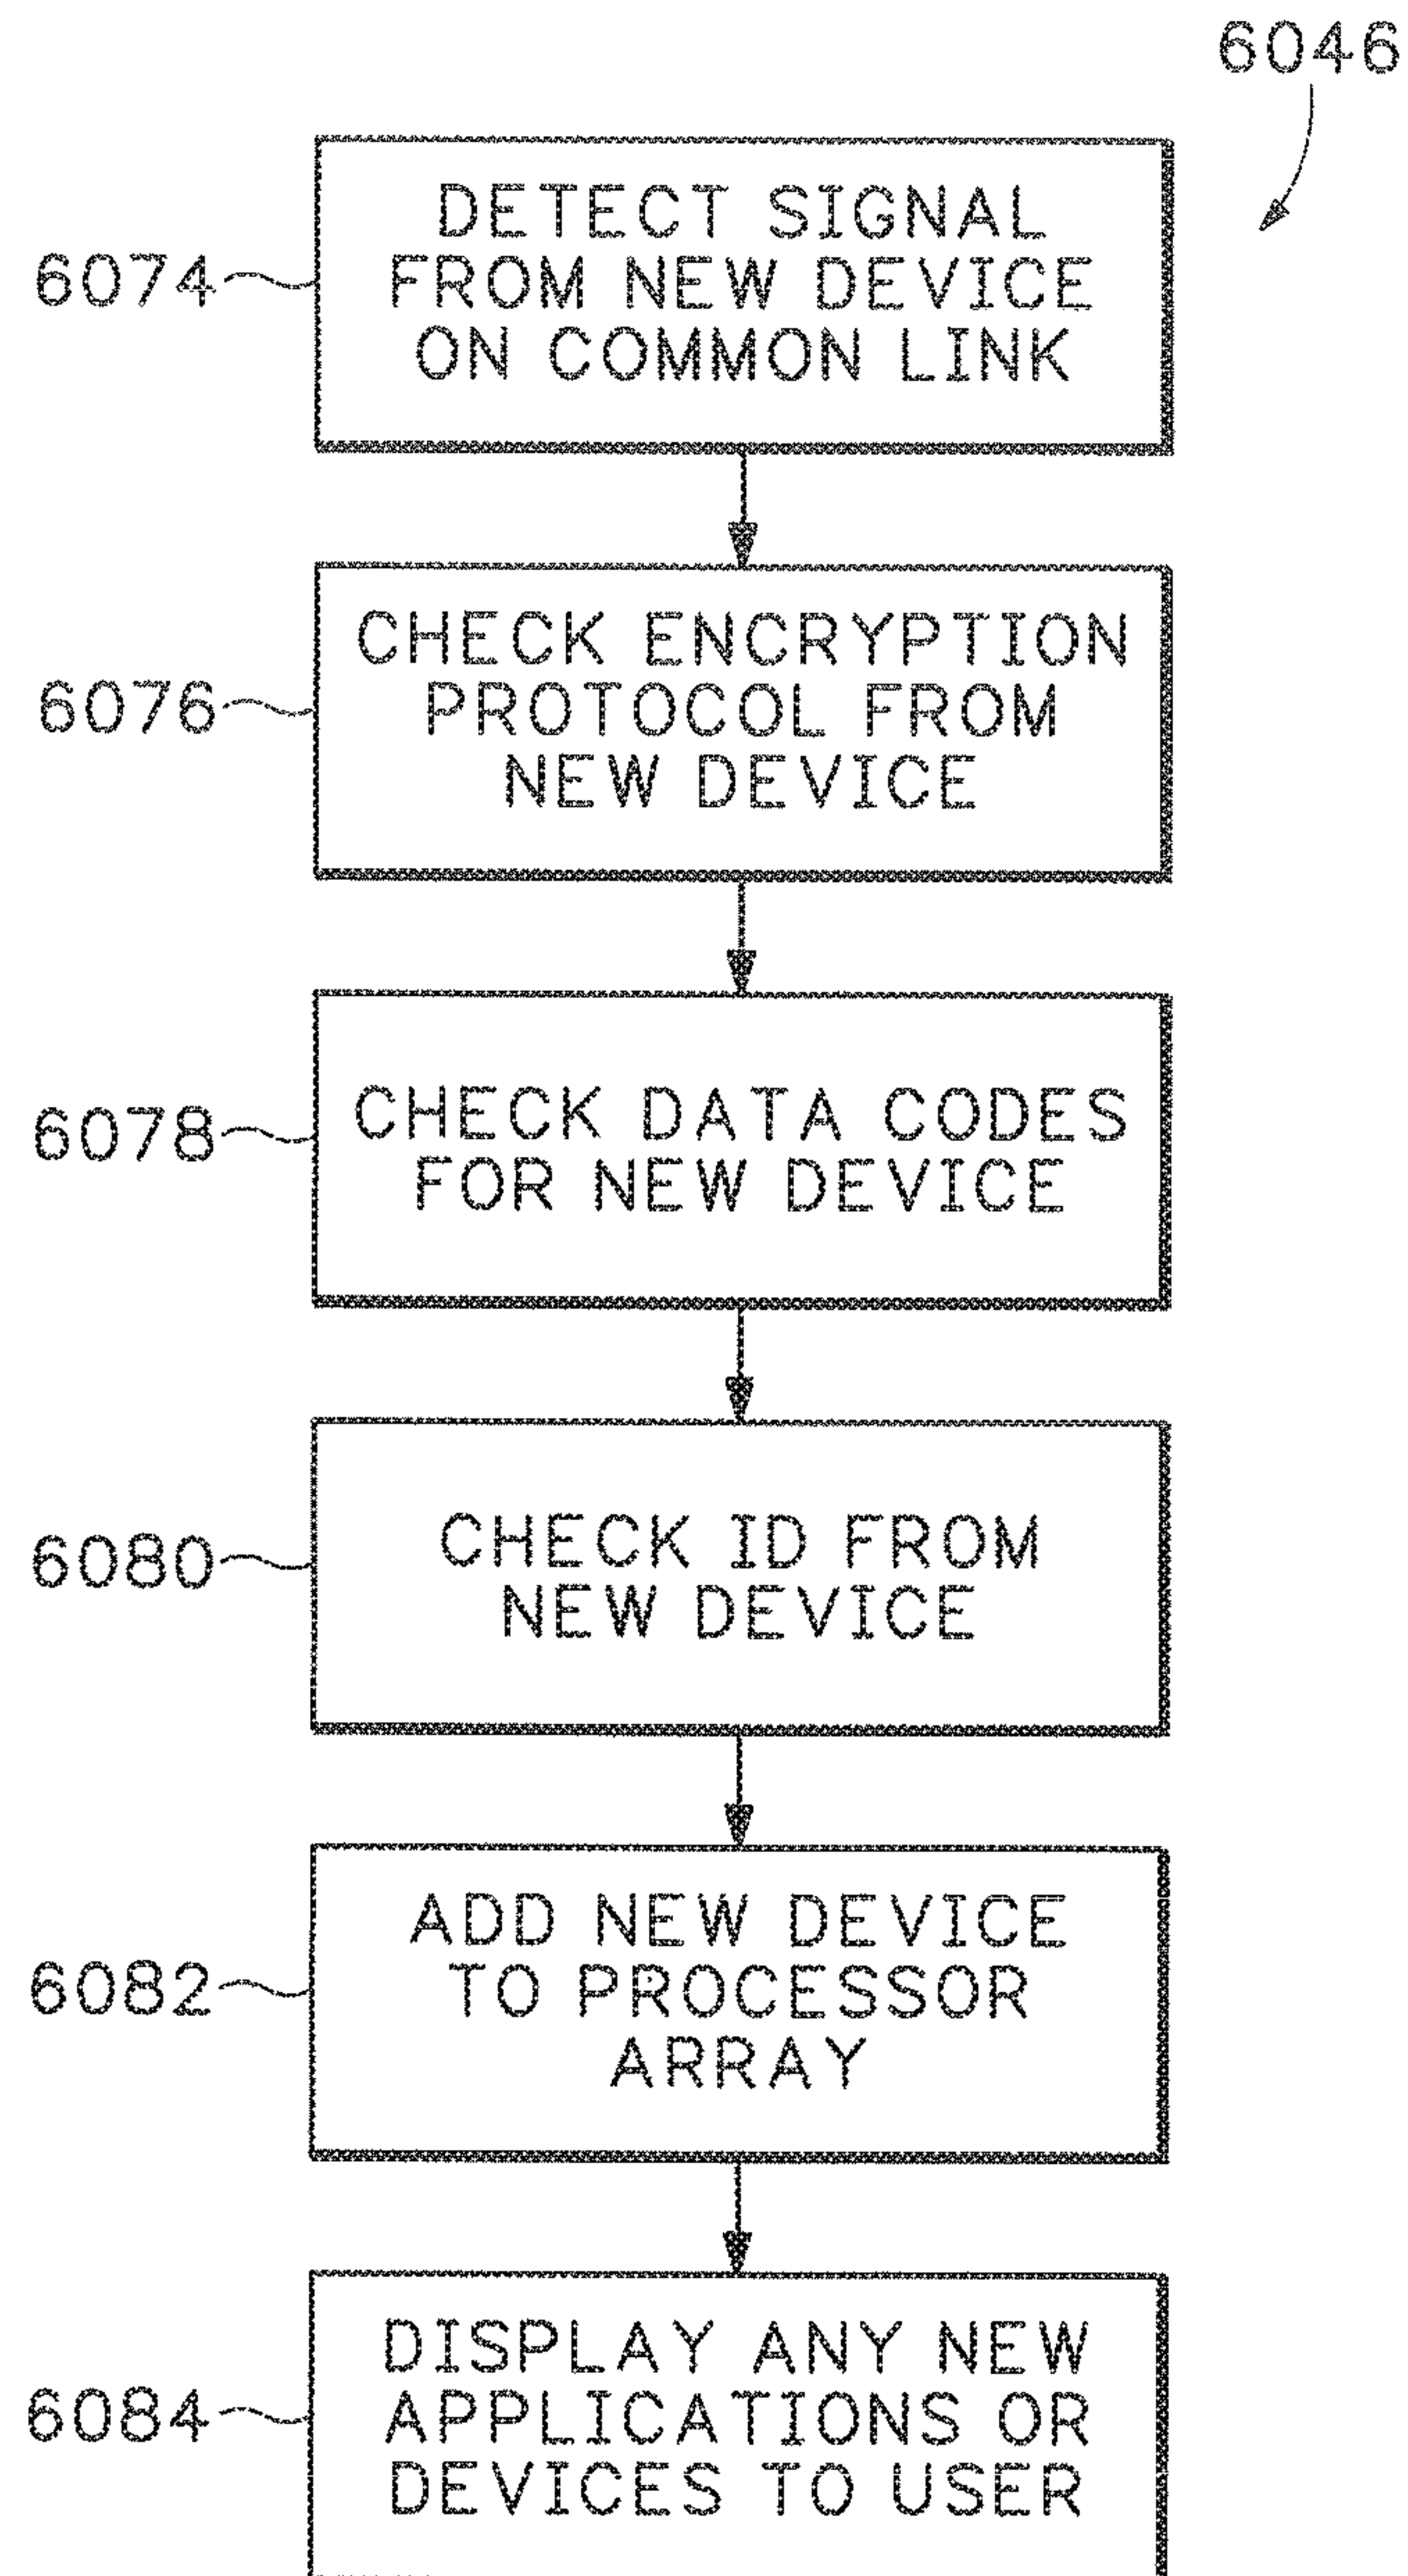 6046
DETECT SIGNAL
FROM NEW DEVICE
ON COMMON LINK
6074
CHECK ENCRYPTION
PROTOCOL FROM
NEW DEVICE
6076
CHECK DATA CODES
FOR NEW DEVICE
6078
CHECK ID FROM
NEW DEVICE
6080
ADD NEW DEVICE
TO PROCESSOR
ARRAY
6082
DISPLAY ANY NEW
APPLICATIONS OR
DEVICES TO USER
6084